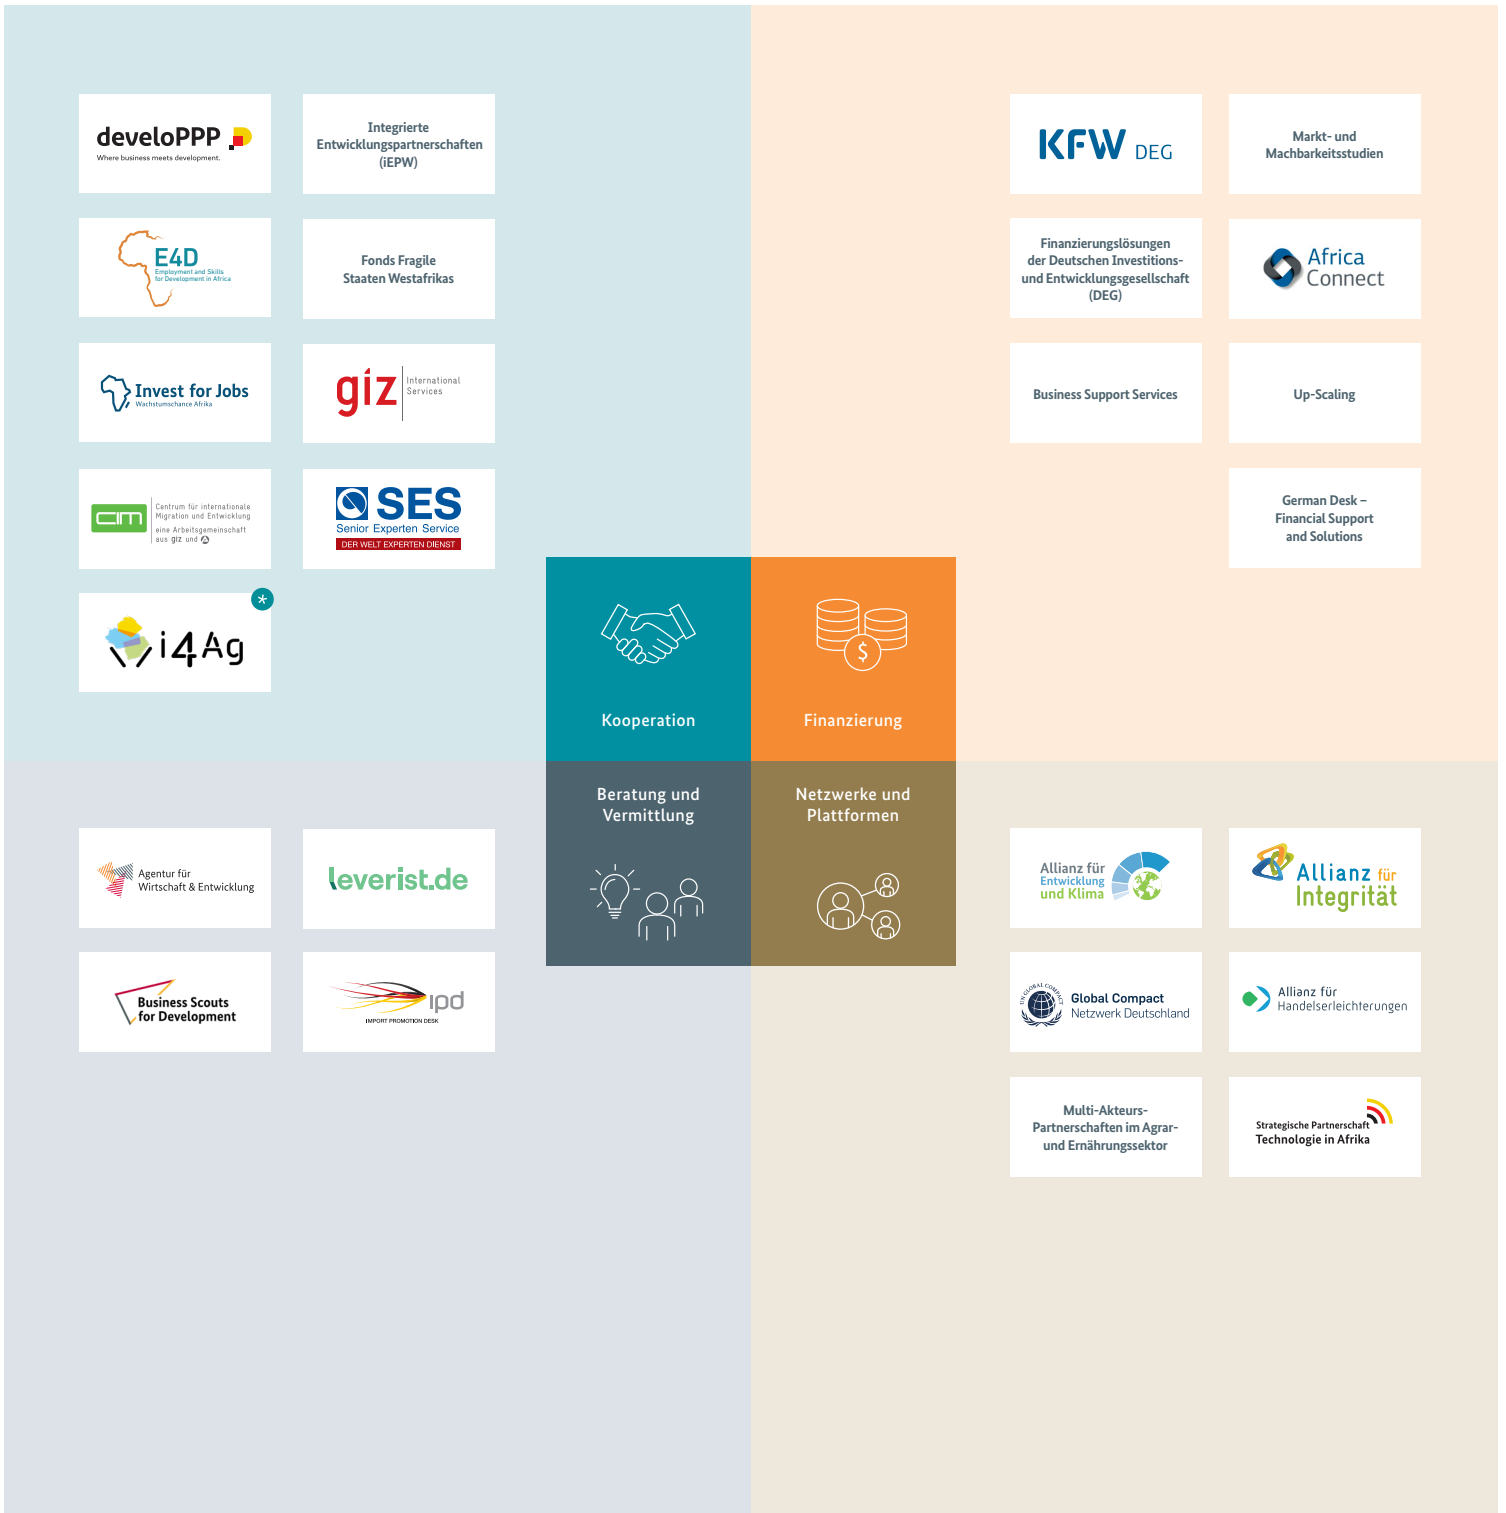 develoPPP
Where business meets development.
Integrierte
Entwicklungspartnerschaften
(iEPW)
E4D
Employment and Skills
for Development in Africa
Fonds Fragile
Staaten Westafrikas
Invest for Jobs
Wachstumschance Afrika
giz
International
Services
cim
Centrum für internationale
Migration und Entwicklung
eine Arbeitsgemeinschaft
aus giz und
SES
Senior Experten Service
DER WELT EXPERTEN DIENST
*
i4Ag
KFW DEG
Markt- und
Machbarkeitsstudien
Finanzierungslösungen
der Deutschen Investitions-
und Entwicklungsgesellschaft
(DEG)
Africa
Connect
Business Support Services
Up-Scaling
German Desk –
Financial Support
and Solutions
$
Kooperation
Finanzierung
Beratung und
Vermittlung
Netzwerke und
Plattformen
Agentur für
Wirtschaft & Entwicklung
leverist.de
Business Scouts
for Development
ipd
IMPORT PROMOTION DESK
Allianz für
Entwicklung
und Klima
Allianz für
Integrität
UN GLOBAL COMPACT
Global Compact
Netzwerk Deutschland
Allianz für
Handelserleichterungen
Multi-Akteurs-
Partnerschaften im Agrar-
und Ernährungssektor
Strategische Partnerschaft
Technologie in Afrika